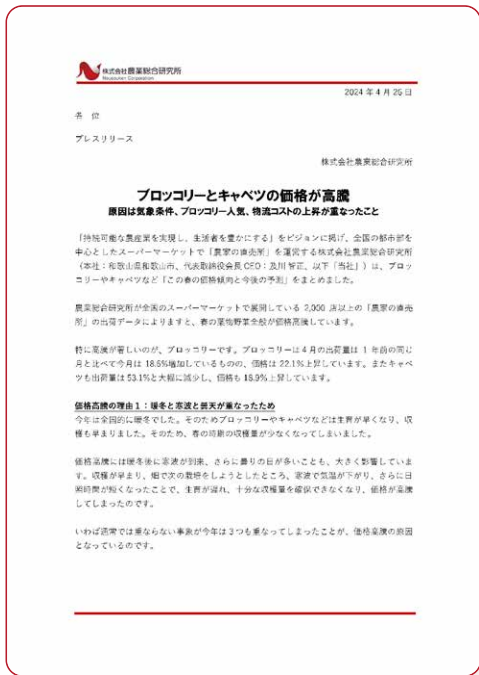 株式会社農業総合研究所
Nousouken Corporation
2024年4月25日
各 位
プレスリリース
株式会社農業総合研究所
ブロッコリーとキャベツの価格が高騰
原因は気象条件、ブロッコリー人気、物流コストの上昇が重なったこと
「持続可能な農産業を実現し、生活者を豊かにする」をビジョンに掲げ、全国の都市部を
中心としたスーパーマーケットで「農家の直売所」を運営する株式会社農業総合研究所
（本社：和歌山県和歌山市、代表取締役会長CEO：及川 智正、以下「当社」）は、ブロッ
コリーやキャベツなど「この春の価格傾向と今後の予測」をまとめました。
農業総合研究所が全国のスーパーマーケットで展開している 2,000 店以上の「農家の直売
所」の出荷データによりますと、春の葉物野菜全般が価格高騰しています。
特に高騰が著しいのが、ブロッコリーです。ブロッコリーは4月の出荷量は 1 年前の同じ
月と比べて今月は 18.5%増加しているものの、価格は 22.1%上昇しています。またキャベ
ツも出荷量は 53.1%と大幅に減少し、価格も 18.9%上昇しています。
価格高騰の理由1：暖冬と寒波と曇天が重なったため
今年は全国的に暖冬でした。そのためブロッコリーやキャベツなどは生育が早くなり、収
穫も早まりました。そのため、春の時期の収穫量が少なくなってしまいました。
価格高騰には暖冬後に寒波が到来、さらに曇りの日が多いことも、大きく影響していま
す。収穫が早まり、畑で次の栽培をしようとしたところ、寒波で気温が下がり、さらに日
照時間が短くなったことで、生育が遅れ、十分な収穫量を確保できなくなり、価格が高騰
してしまったのです。
いわば通常では重ならない事象が今年は3つも重なってしまったことが、価格高騰の原因
となっているのです。